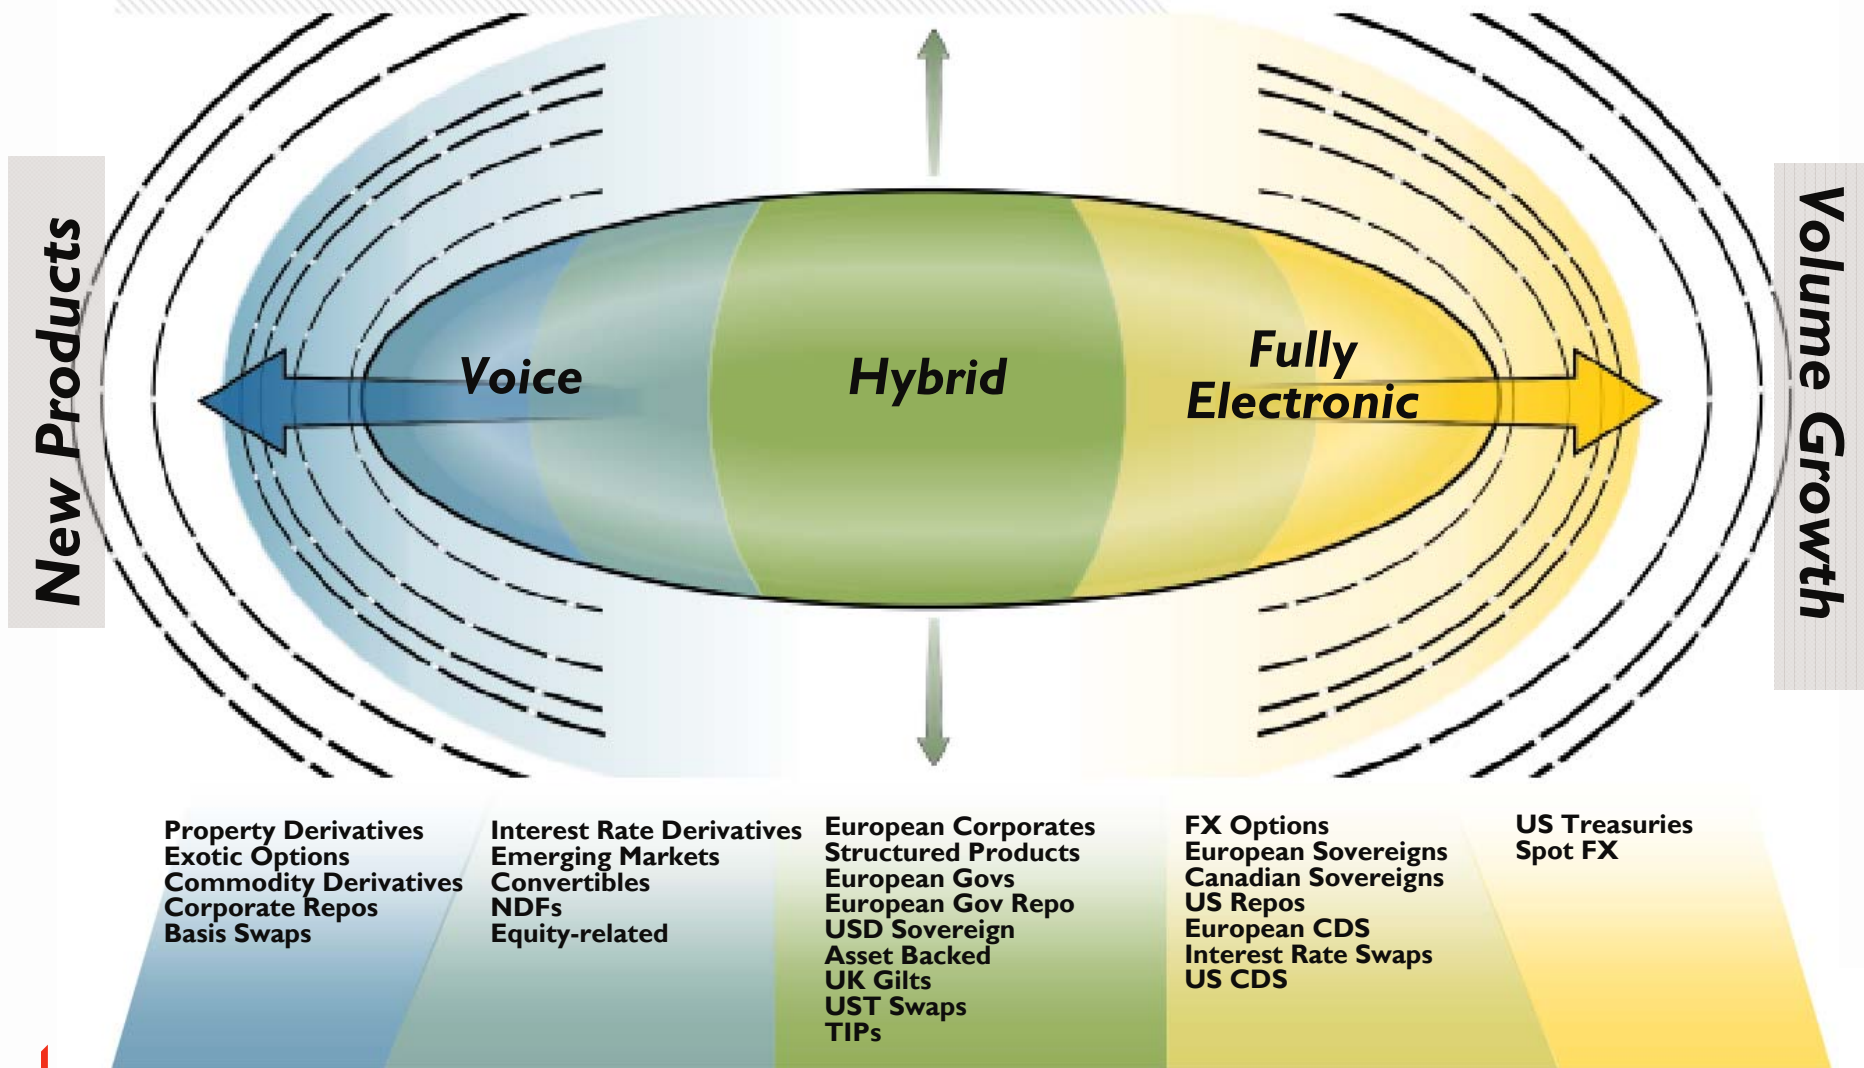 New Products
Voice
Hybrid
Fully
Electronic
Volume Growth
Property Derivatives
Exotic Options
Commodity Derivatives
Corporate Repos
Basis Swaps
Interest Rate Derivatives
Emerging Markets
Convertibles
NDFs
Equity-related
European Corporates
Structured Products
European Govs
European Gov Repo
USD Sovereign
Asset Backed
UK Gilts
UST Swaps
TIPs
FX Options
European Sovereigns
Canadian Sovereigns
US Repos
European CDS
Interest Rate Swaps
US CDS
US Treasuries
Spot FX